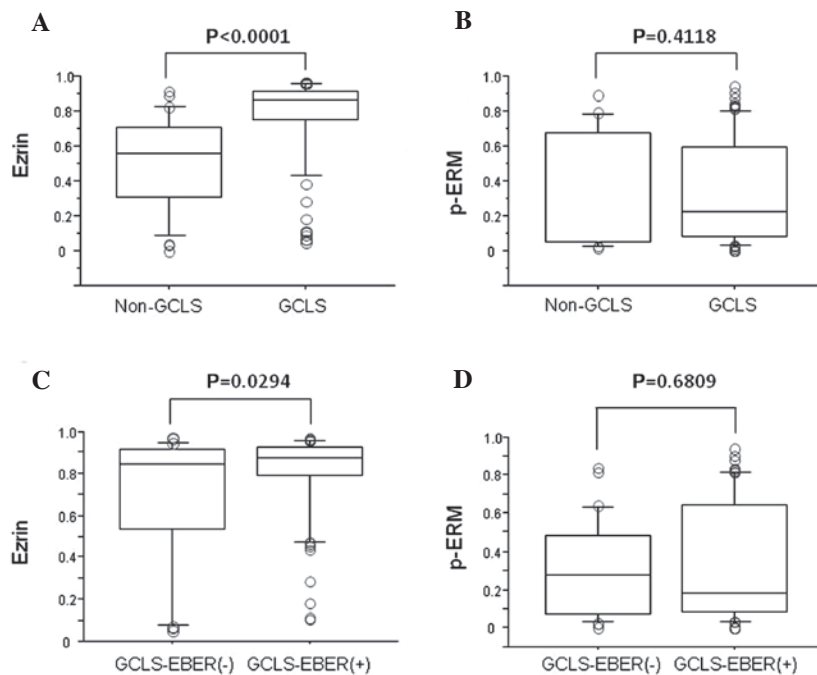 A
P<0.0001
Ezrin
1.0
0.8
0.6
0.4
0.2
0
Non-GCLS GCLS
B
P=0.4118
p-ERM
1.0
0.8
0.6
0.4
0.2
0
Non-GCLS GCLS
C
P=0.0294
Ezrin
1.0
0.8
0.6
0.4
0.2
0
GCLS-EBER(-) GCLS-EBER(+)
D
P=0.6809
p-ERM
1.0
0.8
0.6
0.4
0.2
0
GCLS-EBER(-) GCLS-EBER(+)